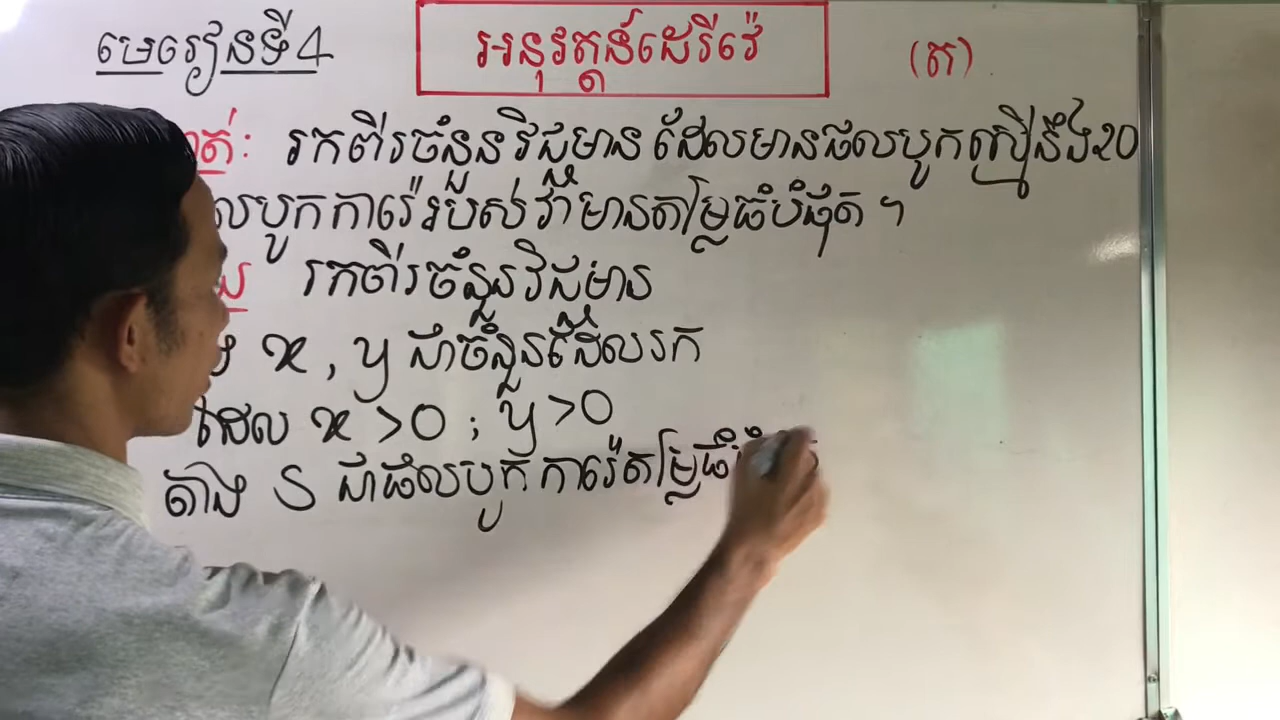 មេរៀនទី4
អនុវត្តន៍ដេរីវេ
(ត)
រកពីរចំនួនវិជ្ជមាន ដែលមានផលបូកស្មើនឹង20
លបូកការ៉េរបស់វាមានតម្លៃធំបំផុត ។
រកពីរចំនួនវិជ្ជមាន
x , y ជាចំនួនដែលរក
ដែល x > 0 ; y > 0
តាង S ជាផលបូកការ៉េតម្លៃធំ